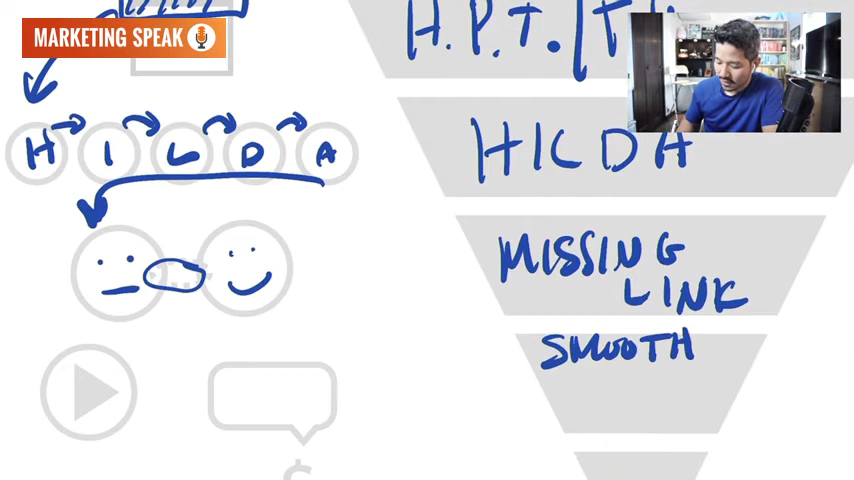 MARKETING SPEAK
H.P.T.
H I L D A
HILDA
MISSING
LINK
SMOOTH
$